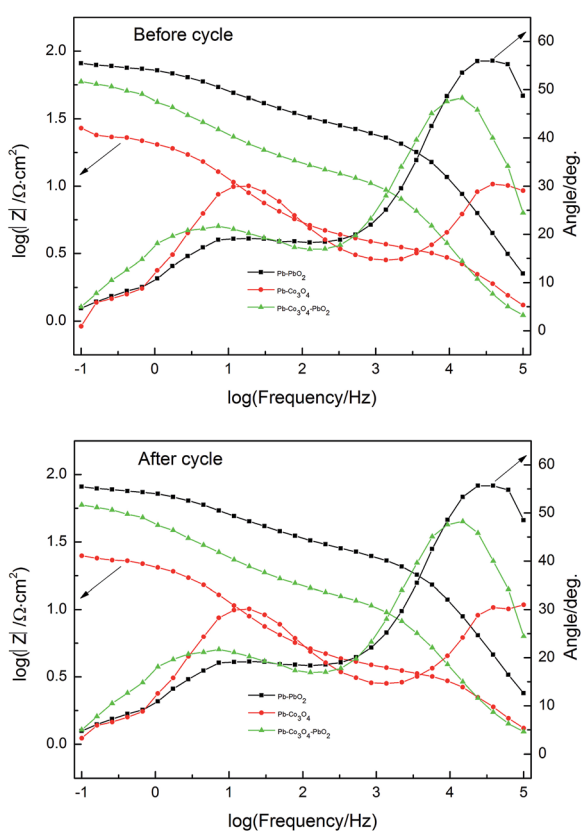 Before cycle
log(|Z|/Ω·cm²)
2.0
1.5
1.0
0.5
0.0
60
50
40
30
20
10
0
Angle/deg.
Pb-PbO₂
Pb-Co₃O₄
Pb-Co₃O₄-PbO₂
-1 0 1 2 3 4 5
log(Frequency/Hz)
After cycle
log(|Z|/Ω·cm²)
2.0
1.5
1.0
0.5
0.0
60
50
40
30
20
10
0
Angle/deg.
Pb-PbO₂
Pb-Co₃O₄
Pb-Co₃O₄-PbO₂
-1 0 1 2 3 4 5
log(Frequency/Hz)